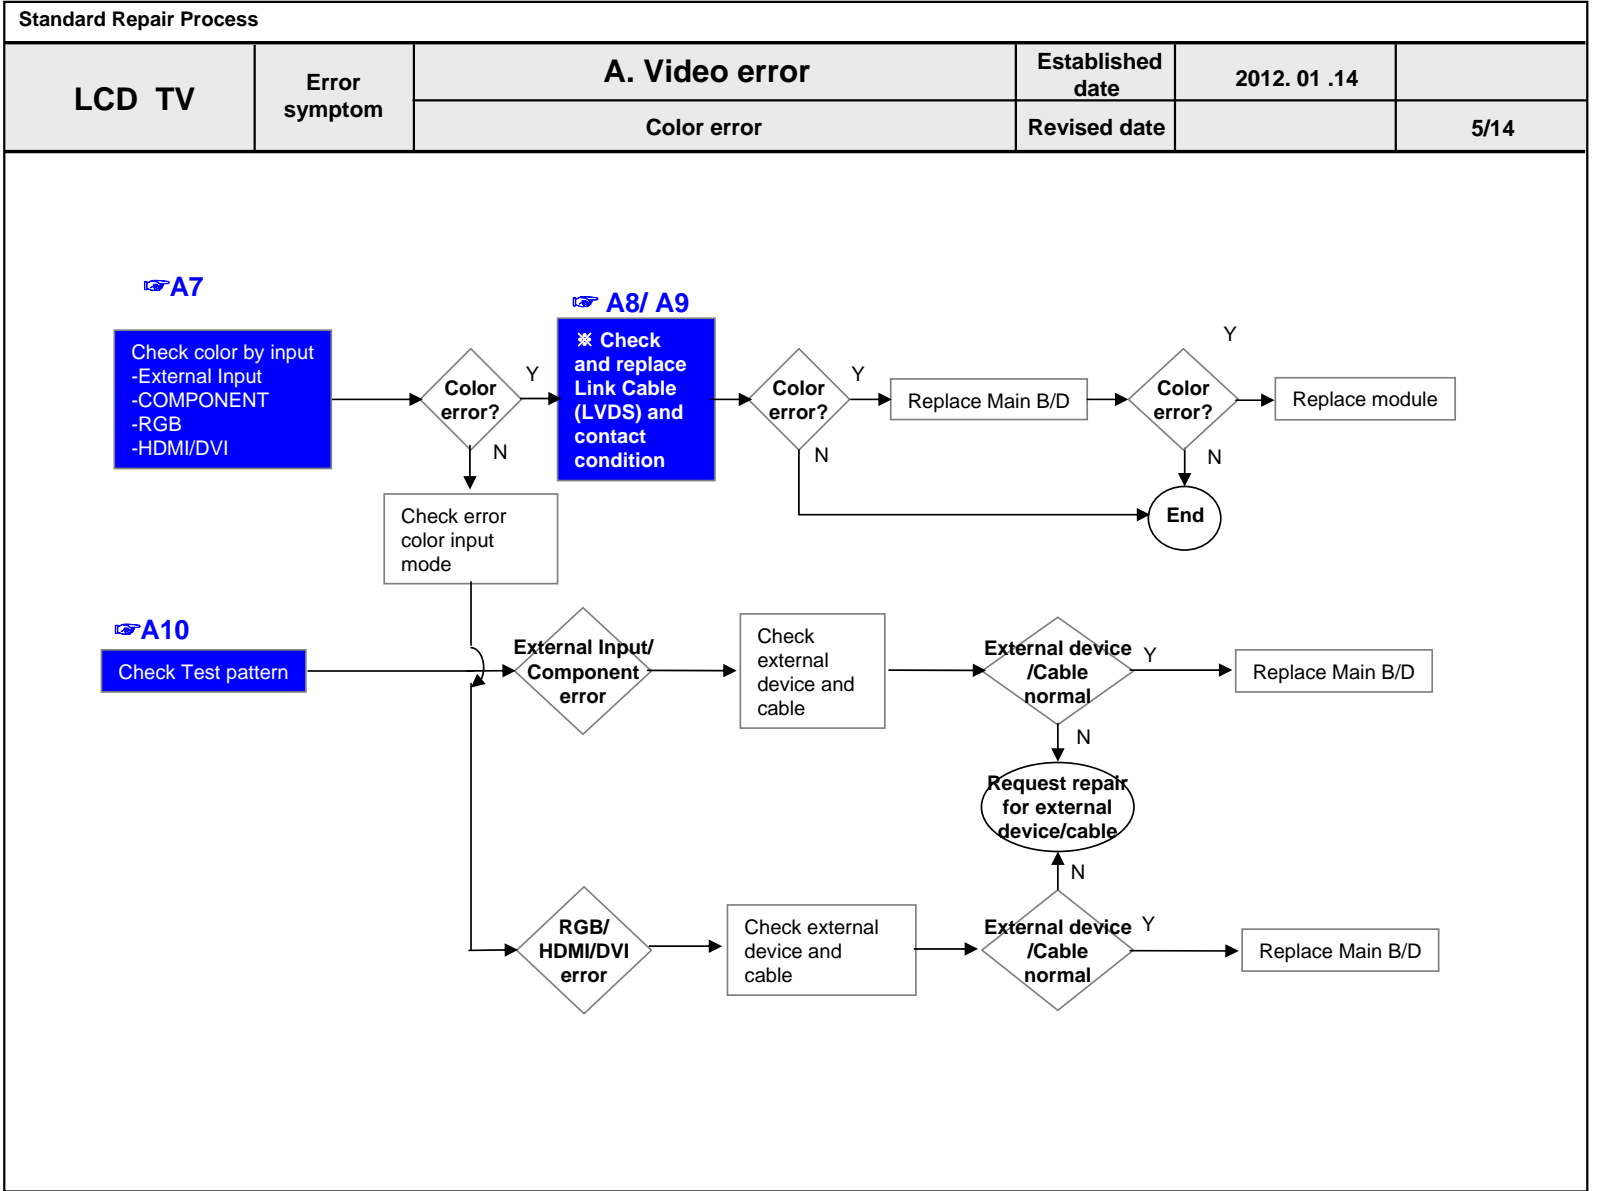 Standard Repair Process
LCD TV
Error
symptom
A. Video error
Established
date
2012. 01 .14
Color error
Revised date
5/14
☞A7
Check color by input
-External Input
-COMPONENT
-RGB
-HDMI/DVI
Color
error?
Y
N
☞ A8/ A9
※ Check
and replace
Link Cable
(LVDS) and
contact
condition
Color
error?
Y
N
Replace Main B/D
Color
error?
Y
N
Replace module
End
Check error
color input
mode
☞A10
Check Test pattern
External Input/
Component
error
Check
external
device and
cable
External device
/Cable
normal
Y
N
Replace Main B/D
Request repair
for external
device/cable
N
RGB/
HDMI/DVI
error
Check external
device and
cable
External device
/Cable
normal
Y
Replace Main B/D